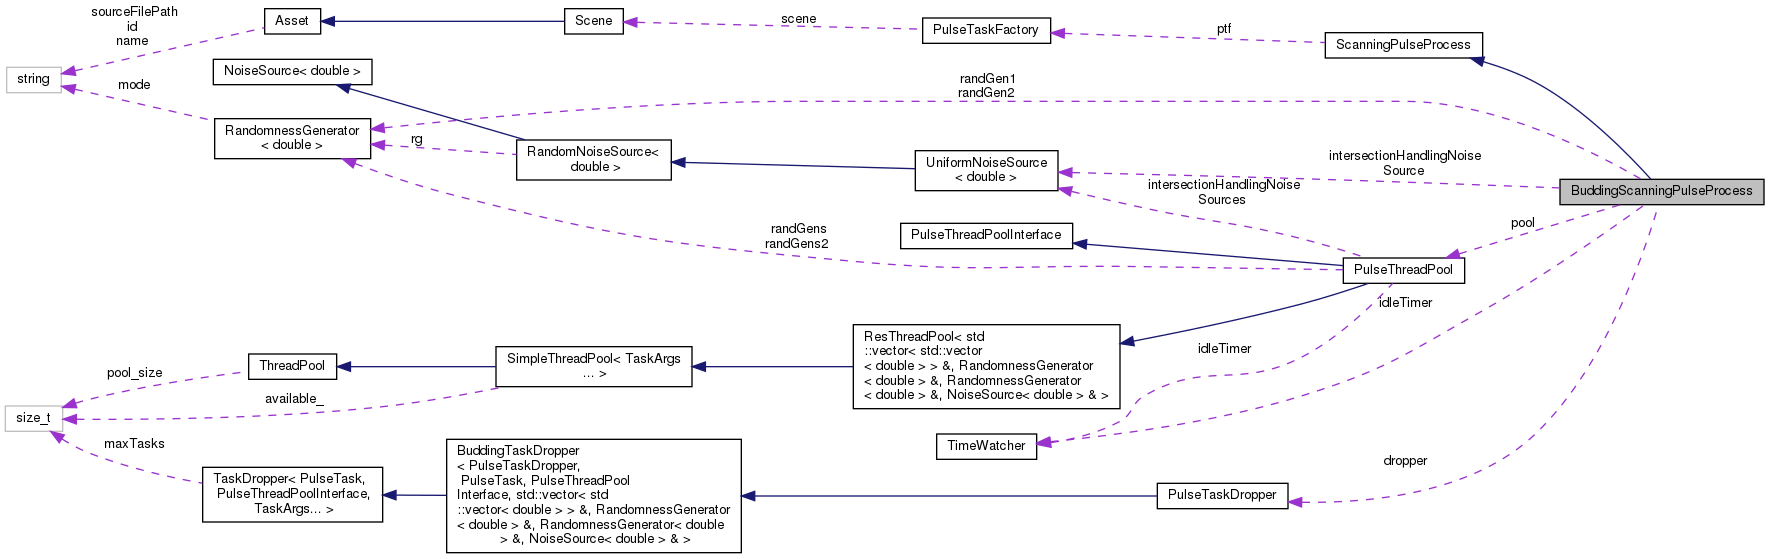 sourceFilePath
id
name
Asset
Scene
scene
PulseTaskFactory
ptf
ScanningPulseProcess
string
NoiseSource< double >
mode
randGen1
randGen2
RandomnessGenerator
< double >
rg
RandomNoiseSource<
double >
UniformNoiseSource
< double >
intersectionHandlingNoise
Source
intersectionHandlingNoise
Sources
BuddingScanningPulseProcess
randGens
randGens2
PulseThreadPoolInterface
pool
PulseThreadPool
idleTimer
idleTimer
pool_size
ThreadPool
SimpleThreadPool< TaskArgs
... >
ResThreadPool< std
::vector< std::vector
< double > > &, RandomnessGenerator
< double > &, RandomnessGenerator
< double > &, NoiseSource< double > & >
available_
size_t
maxTasks
TimeWatcher
dropper
TaskDropper< PulseTask,
PulseThreadPoolInterface,
TaskArgs... >
BuddingTaskDropper
< PulseTaskDropper,
PulseTask, PulseThreadPool
Interface, std::vector< std
::vector< double > > &, RandomnessGenerator
< double > &, RandomnessGenerator< double
> &, NoiseSource< double > & >
PulseTaskDropper